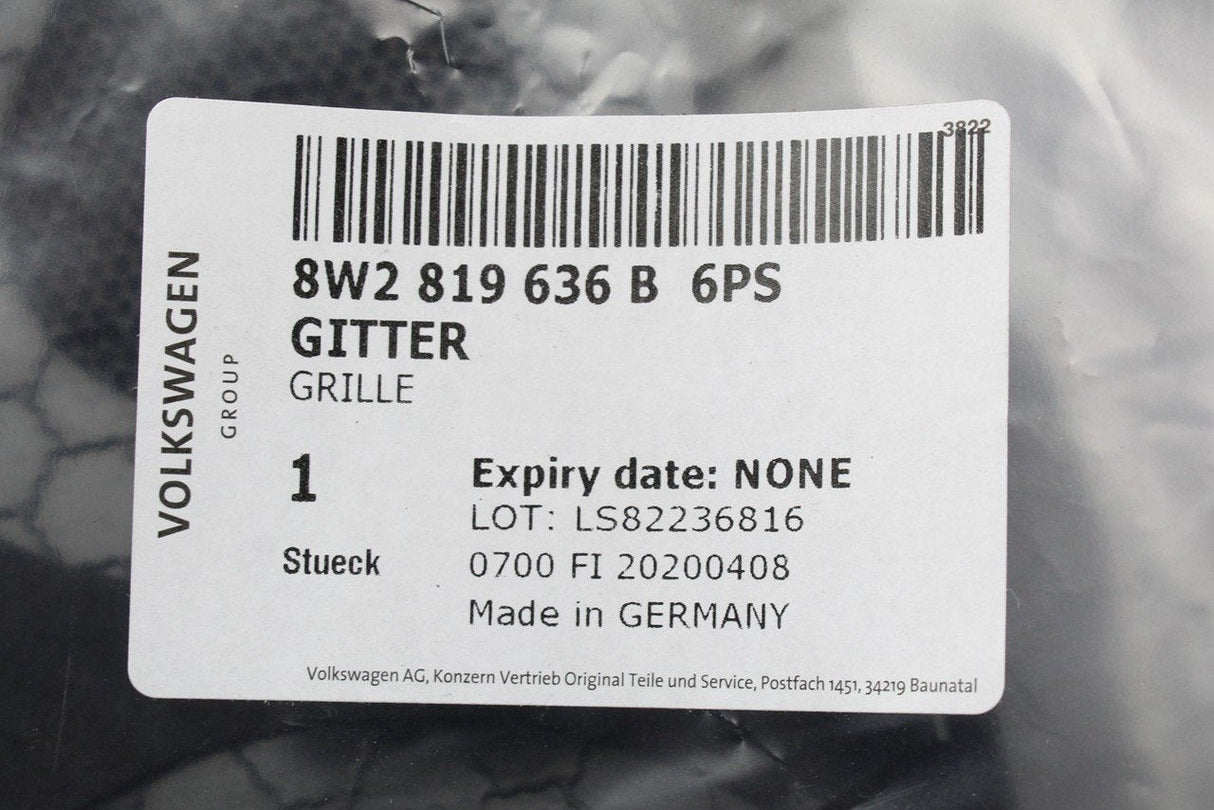 3822
8W2 819 636 B 6PS
GITTER
GRILLE
VOLKSWAGEN
GROUP
1
Expiry date: NONE
LOT: LS82236816
Stueck
0700 FI 20200408
Made in GERMANY
Volkswagen AG, Konzern Vertrieb Original Teile und Service, Postfach 1451, 34219 Baunatal